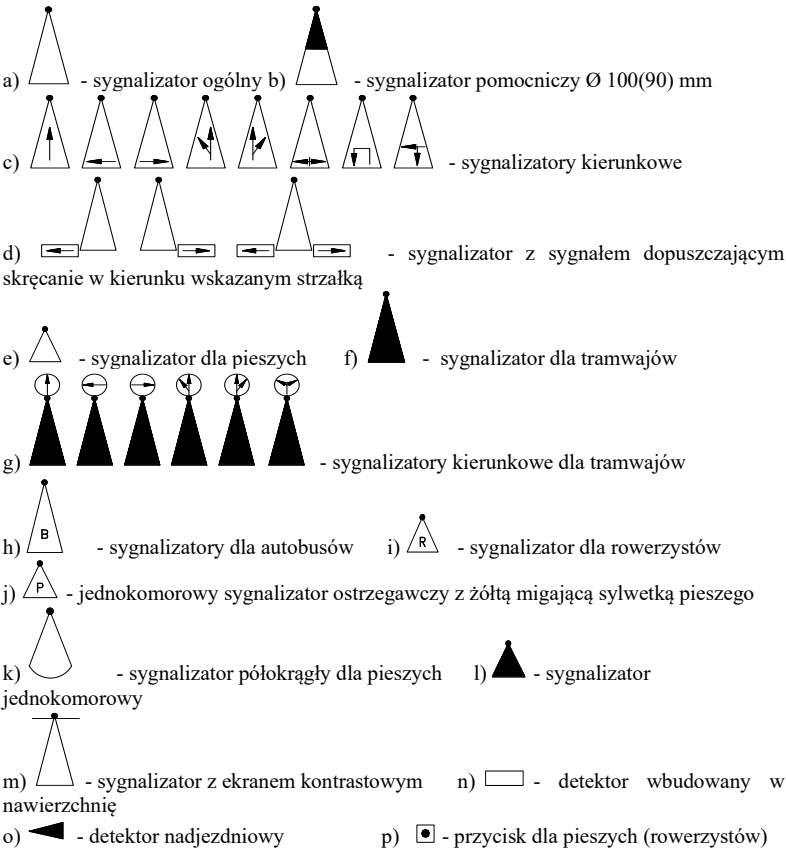 a) - sygnalizator ogólny b) - sygnalizator pomocniczy Ø 100(90) mm
c) - sygnalizatory kierunkowe
d) - sygnalizator z sygnałem dopuszczającym
skręcanie w kierunku wskazanym strzałką
e) - sygnalizator dla pieszych f) - sygnalizator dla tramwajów
g) - sygnalizatory kierunkowe dla tramwajów
h) B - sygnalizatory dla autobusów i) R - sygnalizator dla rowerzystów
j) P - jednokomorowy sygnalizator ostrzegawczy z żółtą migającą sylwetką pieszego
k) - sygnalizator półokrągły dla pieszych l) - sygnalizator
jednokomorowy
m) - sygnalizator z ekranem kontrastowym n) - detektor wbudowany w
nawierzchnię
o) - detektor nadjezdniowy p) - przycisk dla pieszych (rowerzystów)